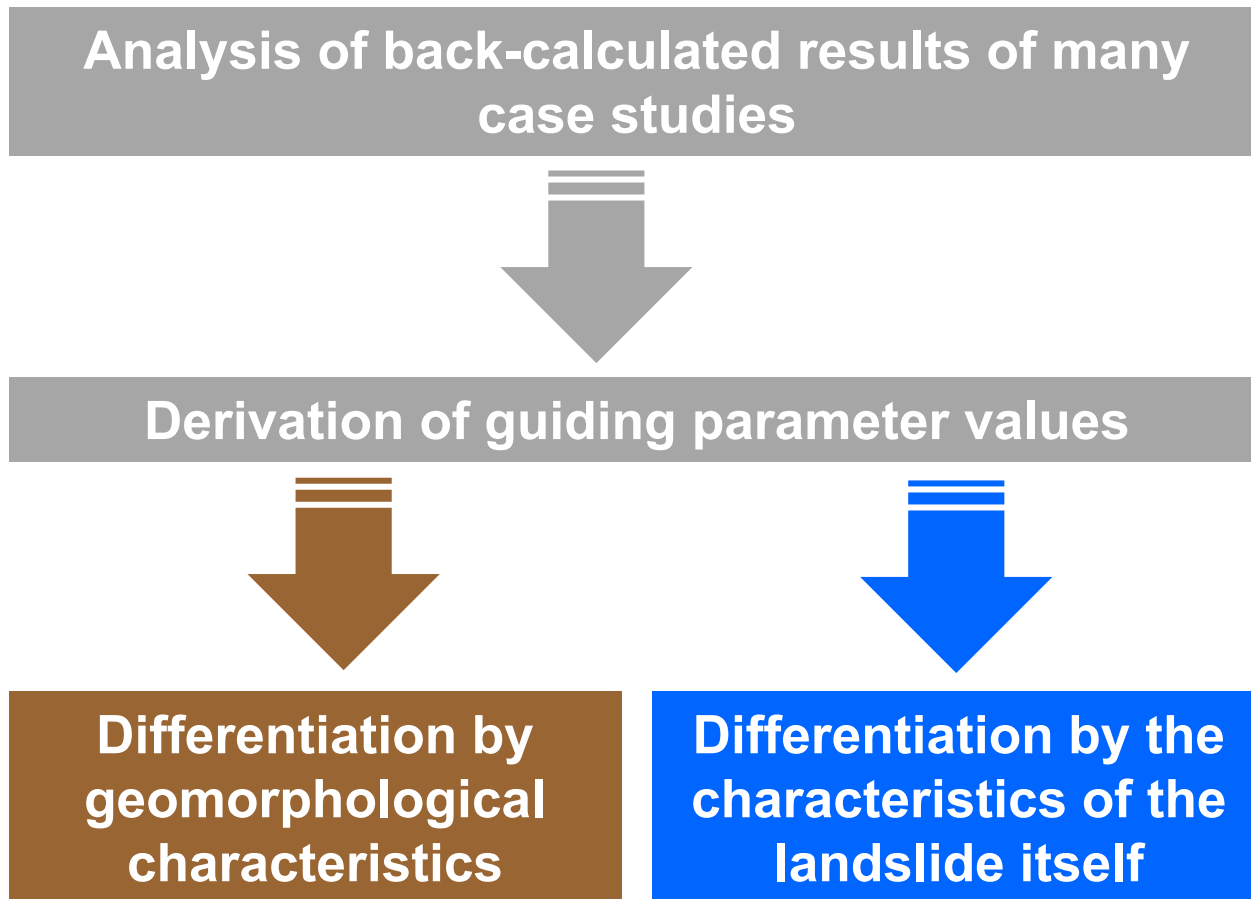 Analysis of back-calculated results of many
case studies
Derivation of guiding parameter values
Differentiation by
geomorphological
characteristics
Differentiation by the
characteristics of the
landslide itself